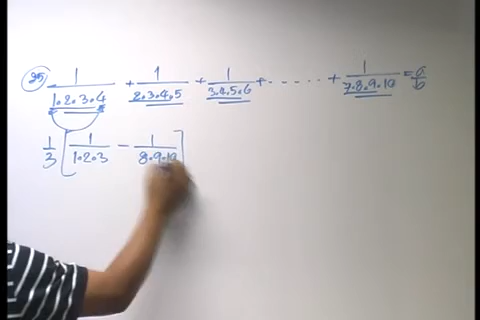 25) 1/1.2.3.4 + 1/2.3.4.5 + 1/3.4.5.6 + ...... + 1/7.8.9.10 = a/b
1/3 [ 1/1.2.3 - 1/8.9.10 ]